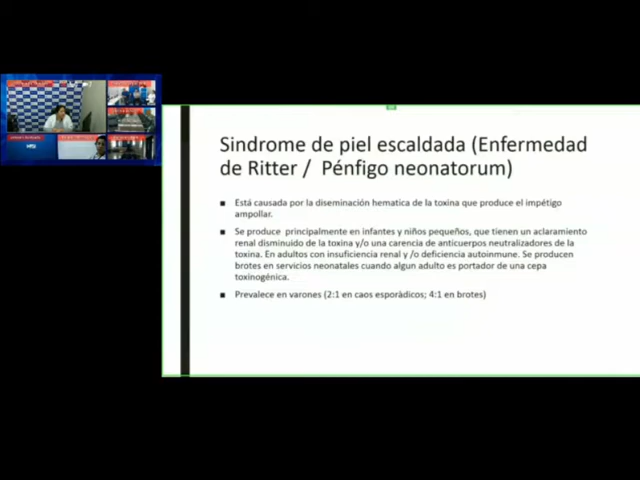 Sindrome de piel escaldada (Enfermedad
de Ritter / Pénfigo neonatorum)
Está causada por la diseminación hematica de la toxina que produce el impétigo
ampollar.
Se produce principalmente en infantes y niños pequeños, que tienen un aclaramiento
renal disminuido de la toxina y/o una carencia de anticuerpos neutralizadores de la
toxina. En adultos con insuficiencia renal y /o deficiencia autoinmune. Se producen
brotes en servicios neonatales cuando algun adulto es portador de una cepa
toxinogénica.
Prevalece en varones (2:1 en caos esporàdicos; 4:1 en brotes)